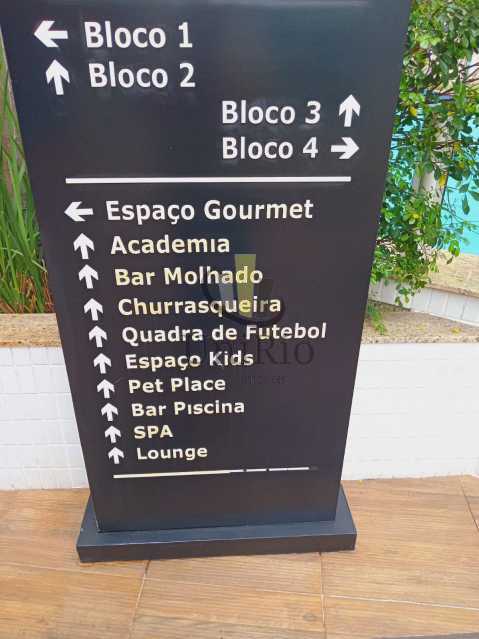 ← Bloco 1
↑ Bloco 2
Bloco 3 ↑
Bloco 4 →
← Espaço Gourmet
↑ Academia
↑ Bar Molhado
↑ Churrasqueira
↑ Quadra de Futebol
↑ Espaço Kids
↑ Pet Place
↑ Bar Piscina
↑ SPA
↑ Lounge